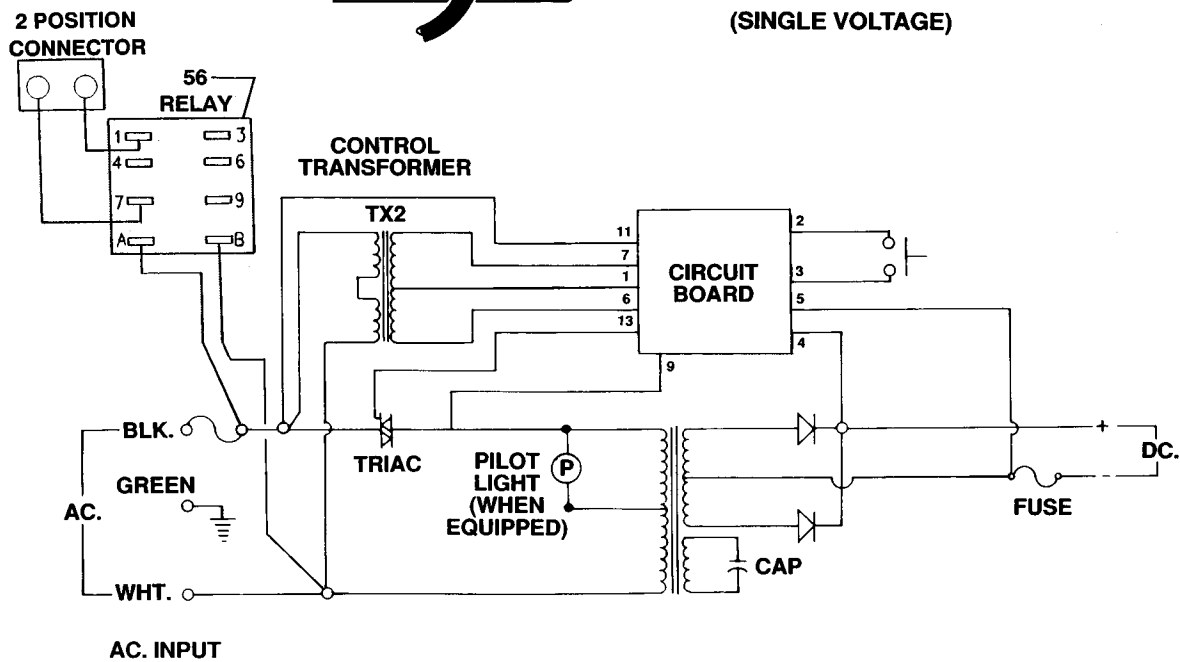 2 POSITION
CONNECTOR
(SINGLE VOLTAGE)
56
RELAY
1 3
4 6
7 9
A B
CONTROL
TRANSFORMER
TX2
11
7
1
6
13
CIRCUIT
BOARD
2
3
5
4
9
BLK.
TRIAC
GREEN
AC.
WHT.
AC. INPUT
PILOT
LIGHT
(WHEN
EQUIPPED)
P
CAP
+
-
DC.
FUSE